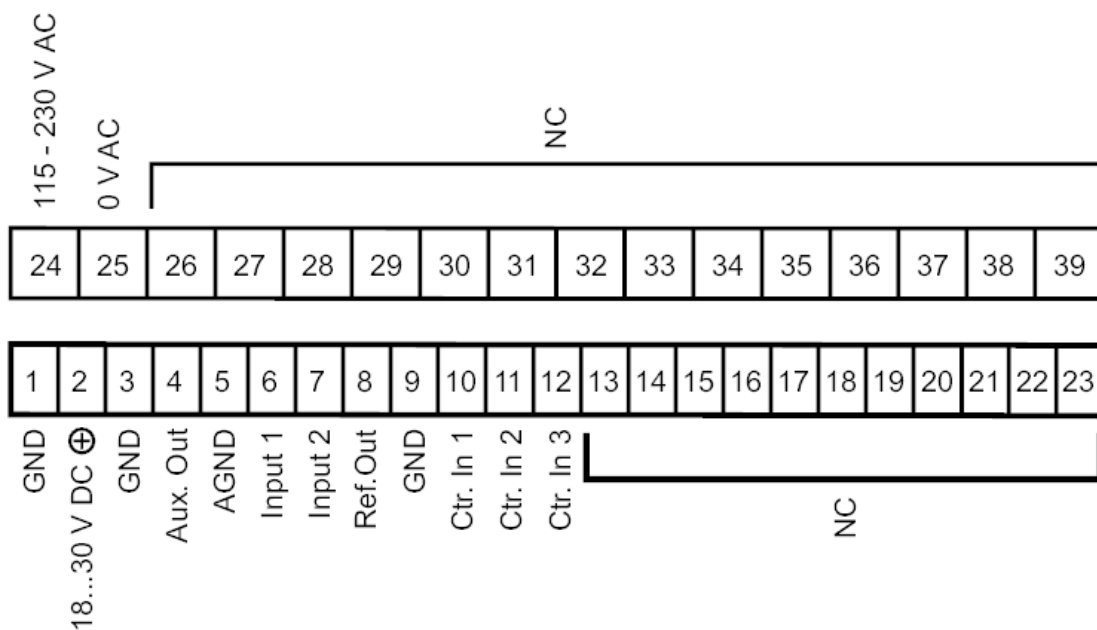 115 - 230 V AC
0 V AC
NC
24 25 26 27 28 29 30 31 32 33 34 35 36 37 38 39
1 2 3 4 5 6 7 8 9 10 11 12 13 14 15 16 17 18 19 20 21 22 23
GND
18...30 V DC ⊕
GND
Aux. Out
AGND
Input 1
Input 2
Ref.Out
GND
Ctr. In 1
Ctr. In 2
Ctr. In 3
NC